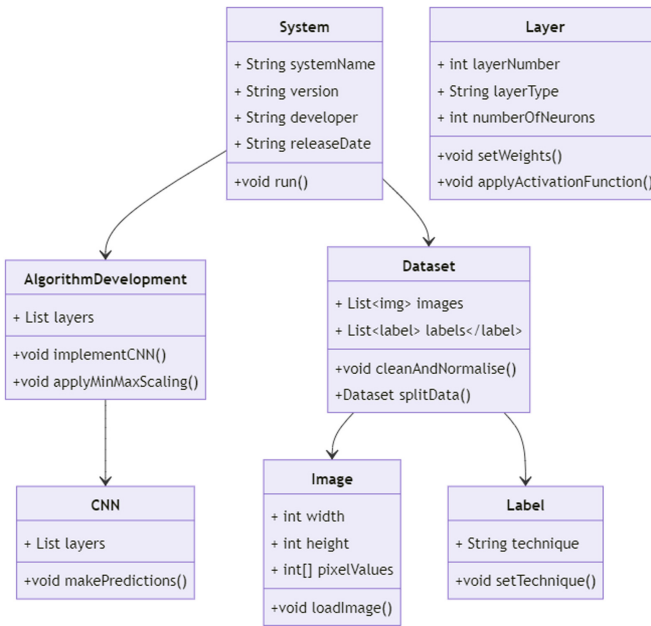 System
+ String systemName
+ String version
+ String developer
+ String releaseDate
+void run()
Layer
+ int layerNumber
+ String layerType
+ int numberOfNeurons
+void setWeights()
+void applyActivationFunction()
AlgorithmDevelopment
+ List layers
+void implementCNN()
+void applyMinMaxScaling()
Dataset
+ List<img> images
+ List<label> labels</label>
+void cleanAndNormalise()
+Dataset splitData()
CNN
+ List layers
+void makePredictions()
Image
+ int width
+ int height
+ int[] pixelValues
+void loadImage()
Label
+ String technique
+void setTechnique()